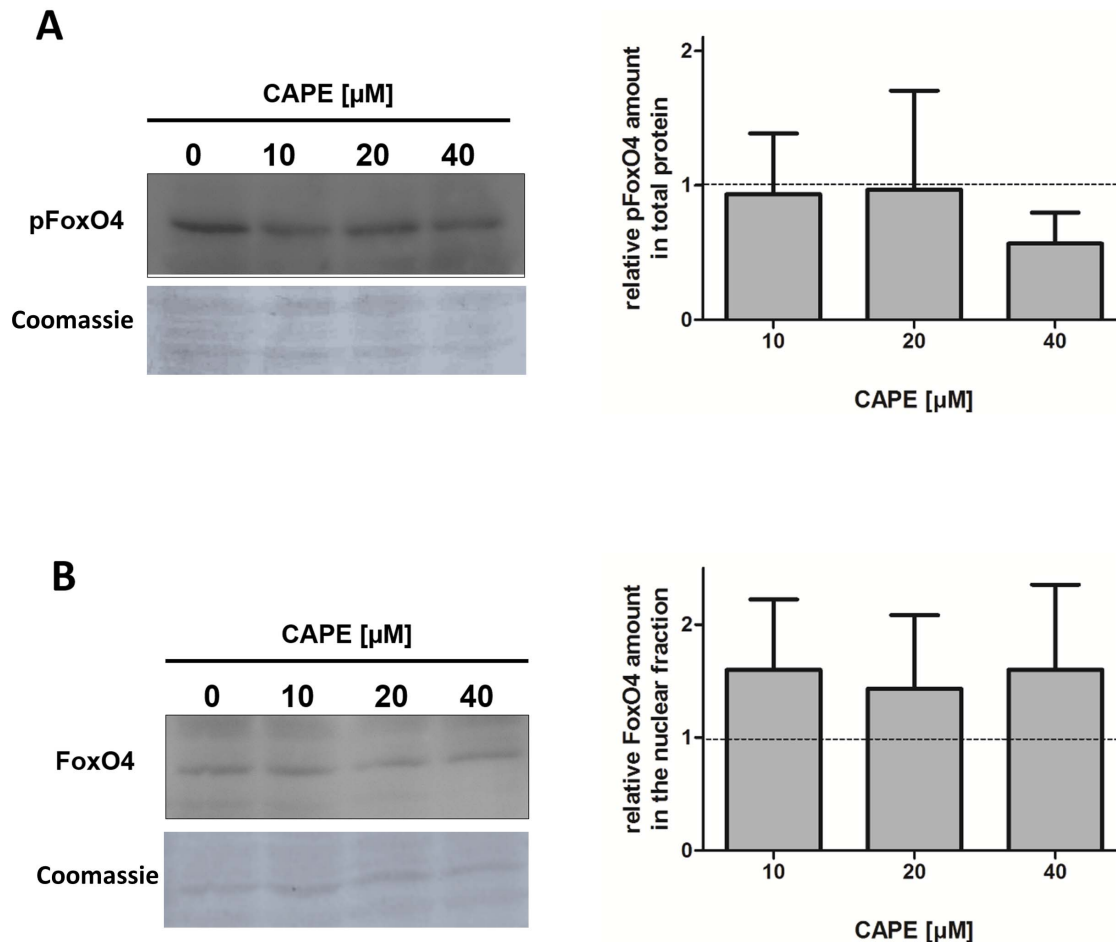 A
CAPE [µM]
0 10 20 40
pFoxO4
Coomassie
relative pFoxO4 amount
in total protein
2
1
0
10 20 40
CAPE [µM]
B
CAPE [µM]
0 10 20 40
FoxO4
Coomassie
relative FoxO4 amount
in the nuclear fraction
2
1
0
10 20 40
CAPE [µM]